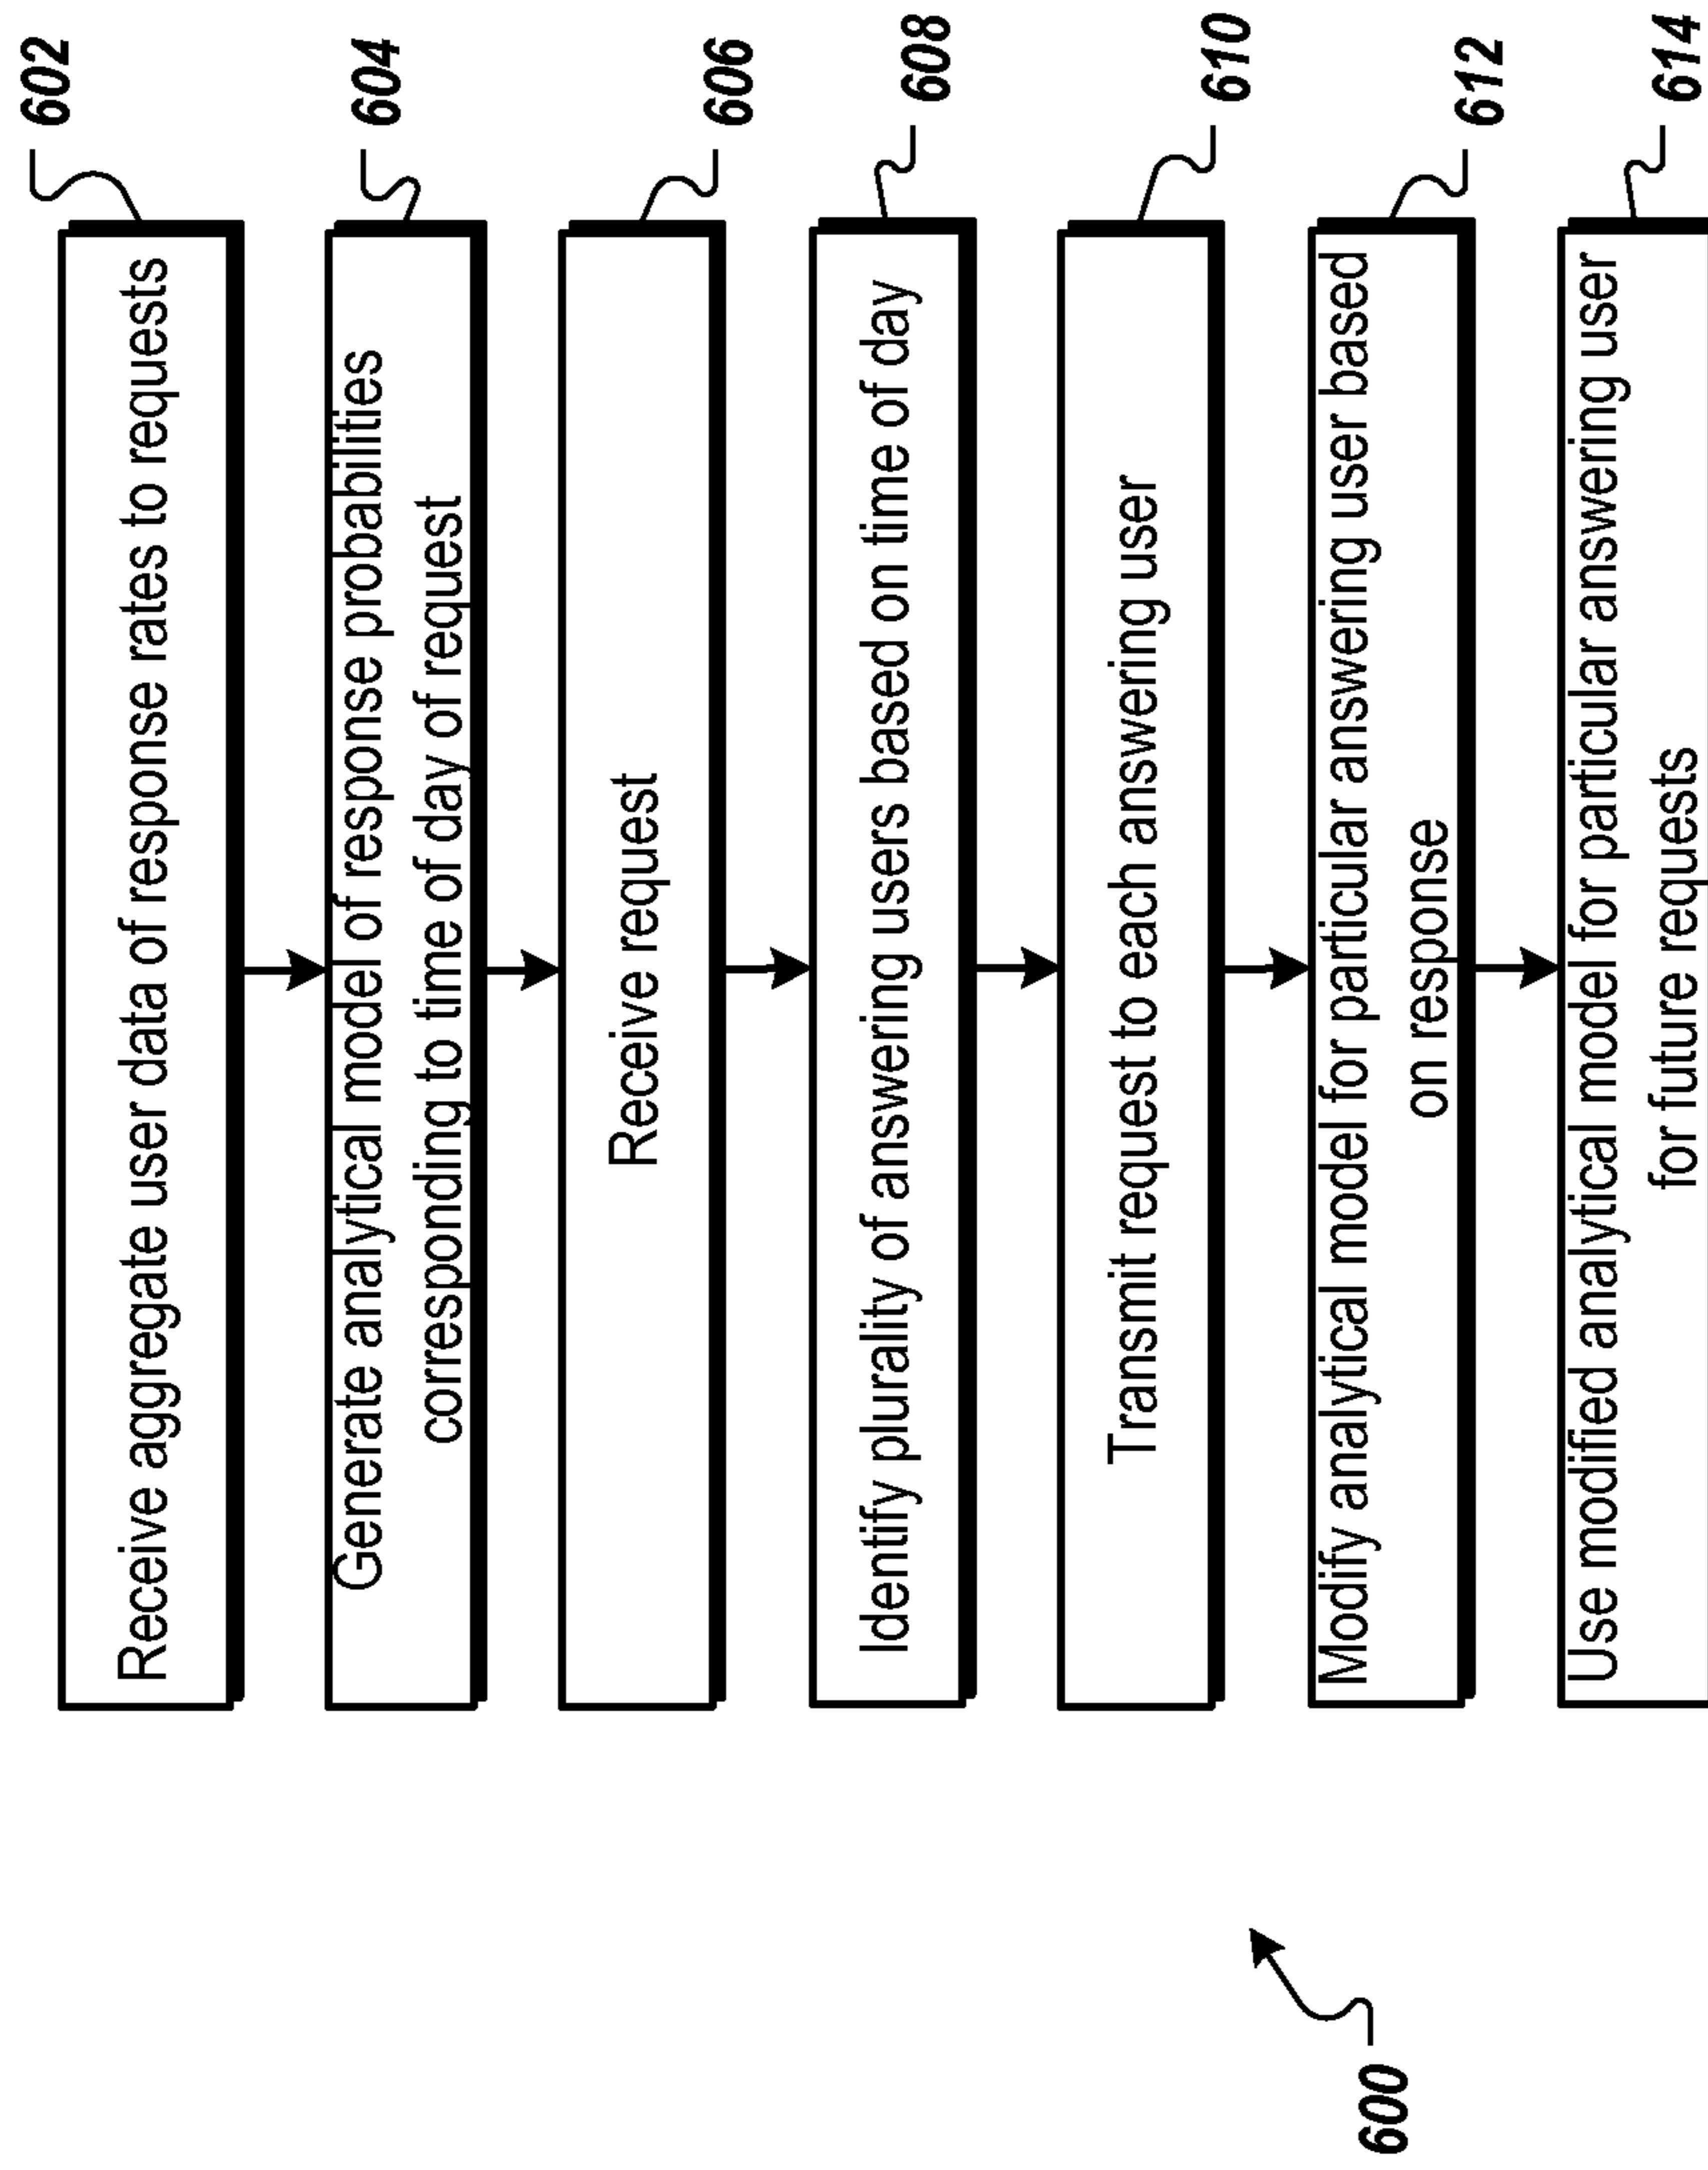 602
Receive aggregate user data of response rates to requests
604
Generate analytical model of response probabilities
corresponding to time of day of request
606
Receive request
608
Identify plurality of answering users based on time of day
610
Transmit request to each answering user
612
Modify analytical model for particular answering user based
on response
614
Use modified analytical model for particular answering user
for future requests
600